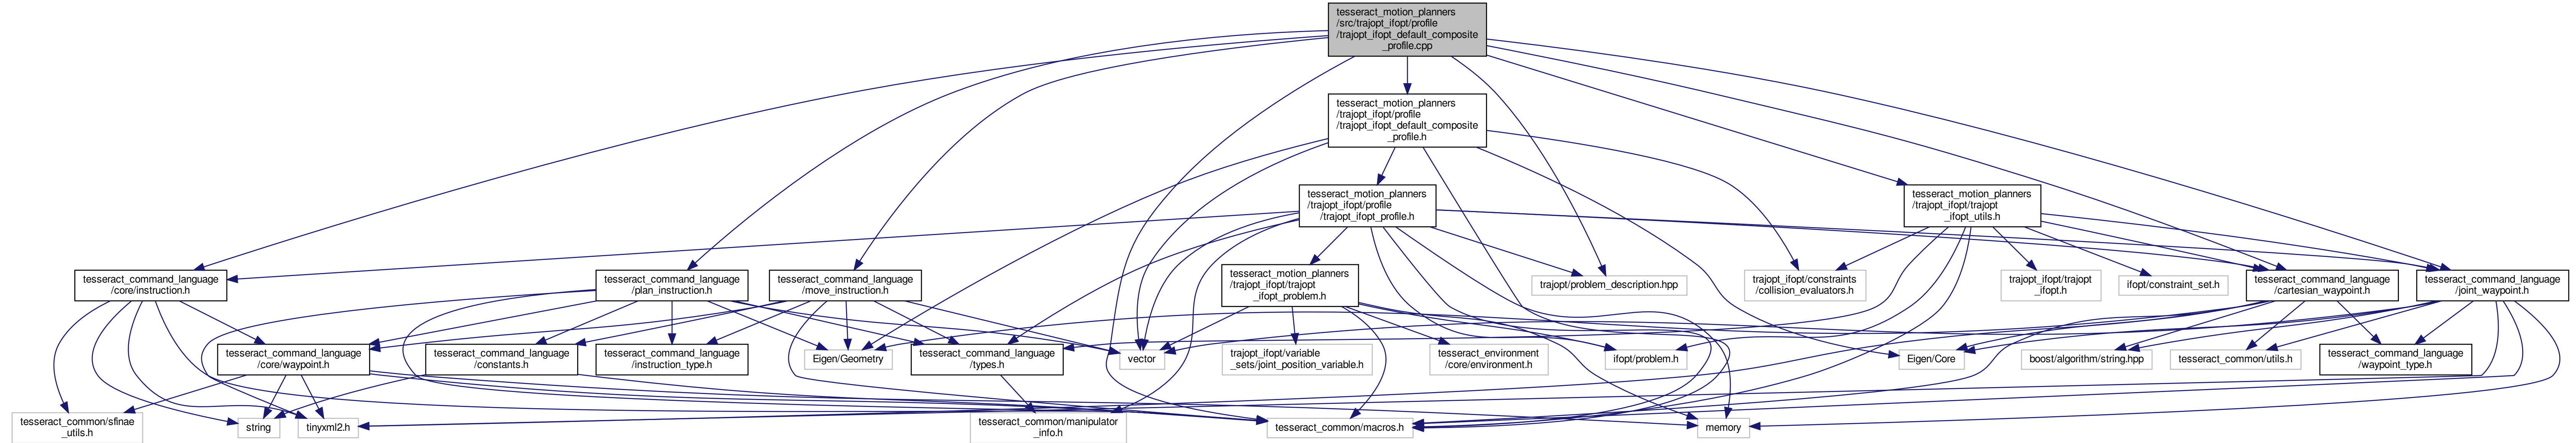 tesseract_motion_planners
/src/trajopt_ifopt/profile
/trajopt_ifopt_default_composite
_profile.cpp
tesseract_motion_planners
/trajopt_ifopt/profile
/trajopt_ifopt_default_composite
_profile.h
tesseract_motion_planners
/trajopt_ifopt/profile
/trajopt_ifopt_profile.h
tesseract_motion_planners
/trajopt_ifopt/trajopt
_ifopt_utils.h
tesseract_command_language
/core/instruction.h
tesseract_command_language
/plan_instruction.h
tesseract_command_language
/move_instruction.h
tesseract_motion_planners
/trajopt_ifopt/trajopt
_ifopt_problem.h
trajopt/problem_description.hpp
trajopt_ifopt/constraints
/collision_evaluators.h
trajopt_ifopt/trajopt
_ifopt.h
ifopt/constraint_set.h
tesseract_command_language
/cartesian_waypoint.h
tesseract_command_language
/joint_waypoint.h
tesseract_command_language
/core/waypoint.h
tesseract_command_language
/constants.h
tesseract_command_language
/instruction_type.h
Eigen/Geometry
tesseract_command_language
/types.h
vector
trajopt_ifopt/variable
_sets/joint_position_variable.h
tesseract_environment
/core/environment.h
ifopt/problem.h
Eigen/Core
boost/algorithm/string.hpp
tesseract_common/utils.h
tesseract_command_language
/waypoint_type.h
tesseract_common/sfinae
_utils.h
string
tinyxml2.h
tesseract_common/manipulator
_info.h
tesseract_common/macros.h
memory